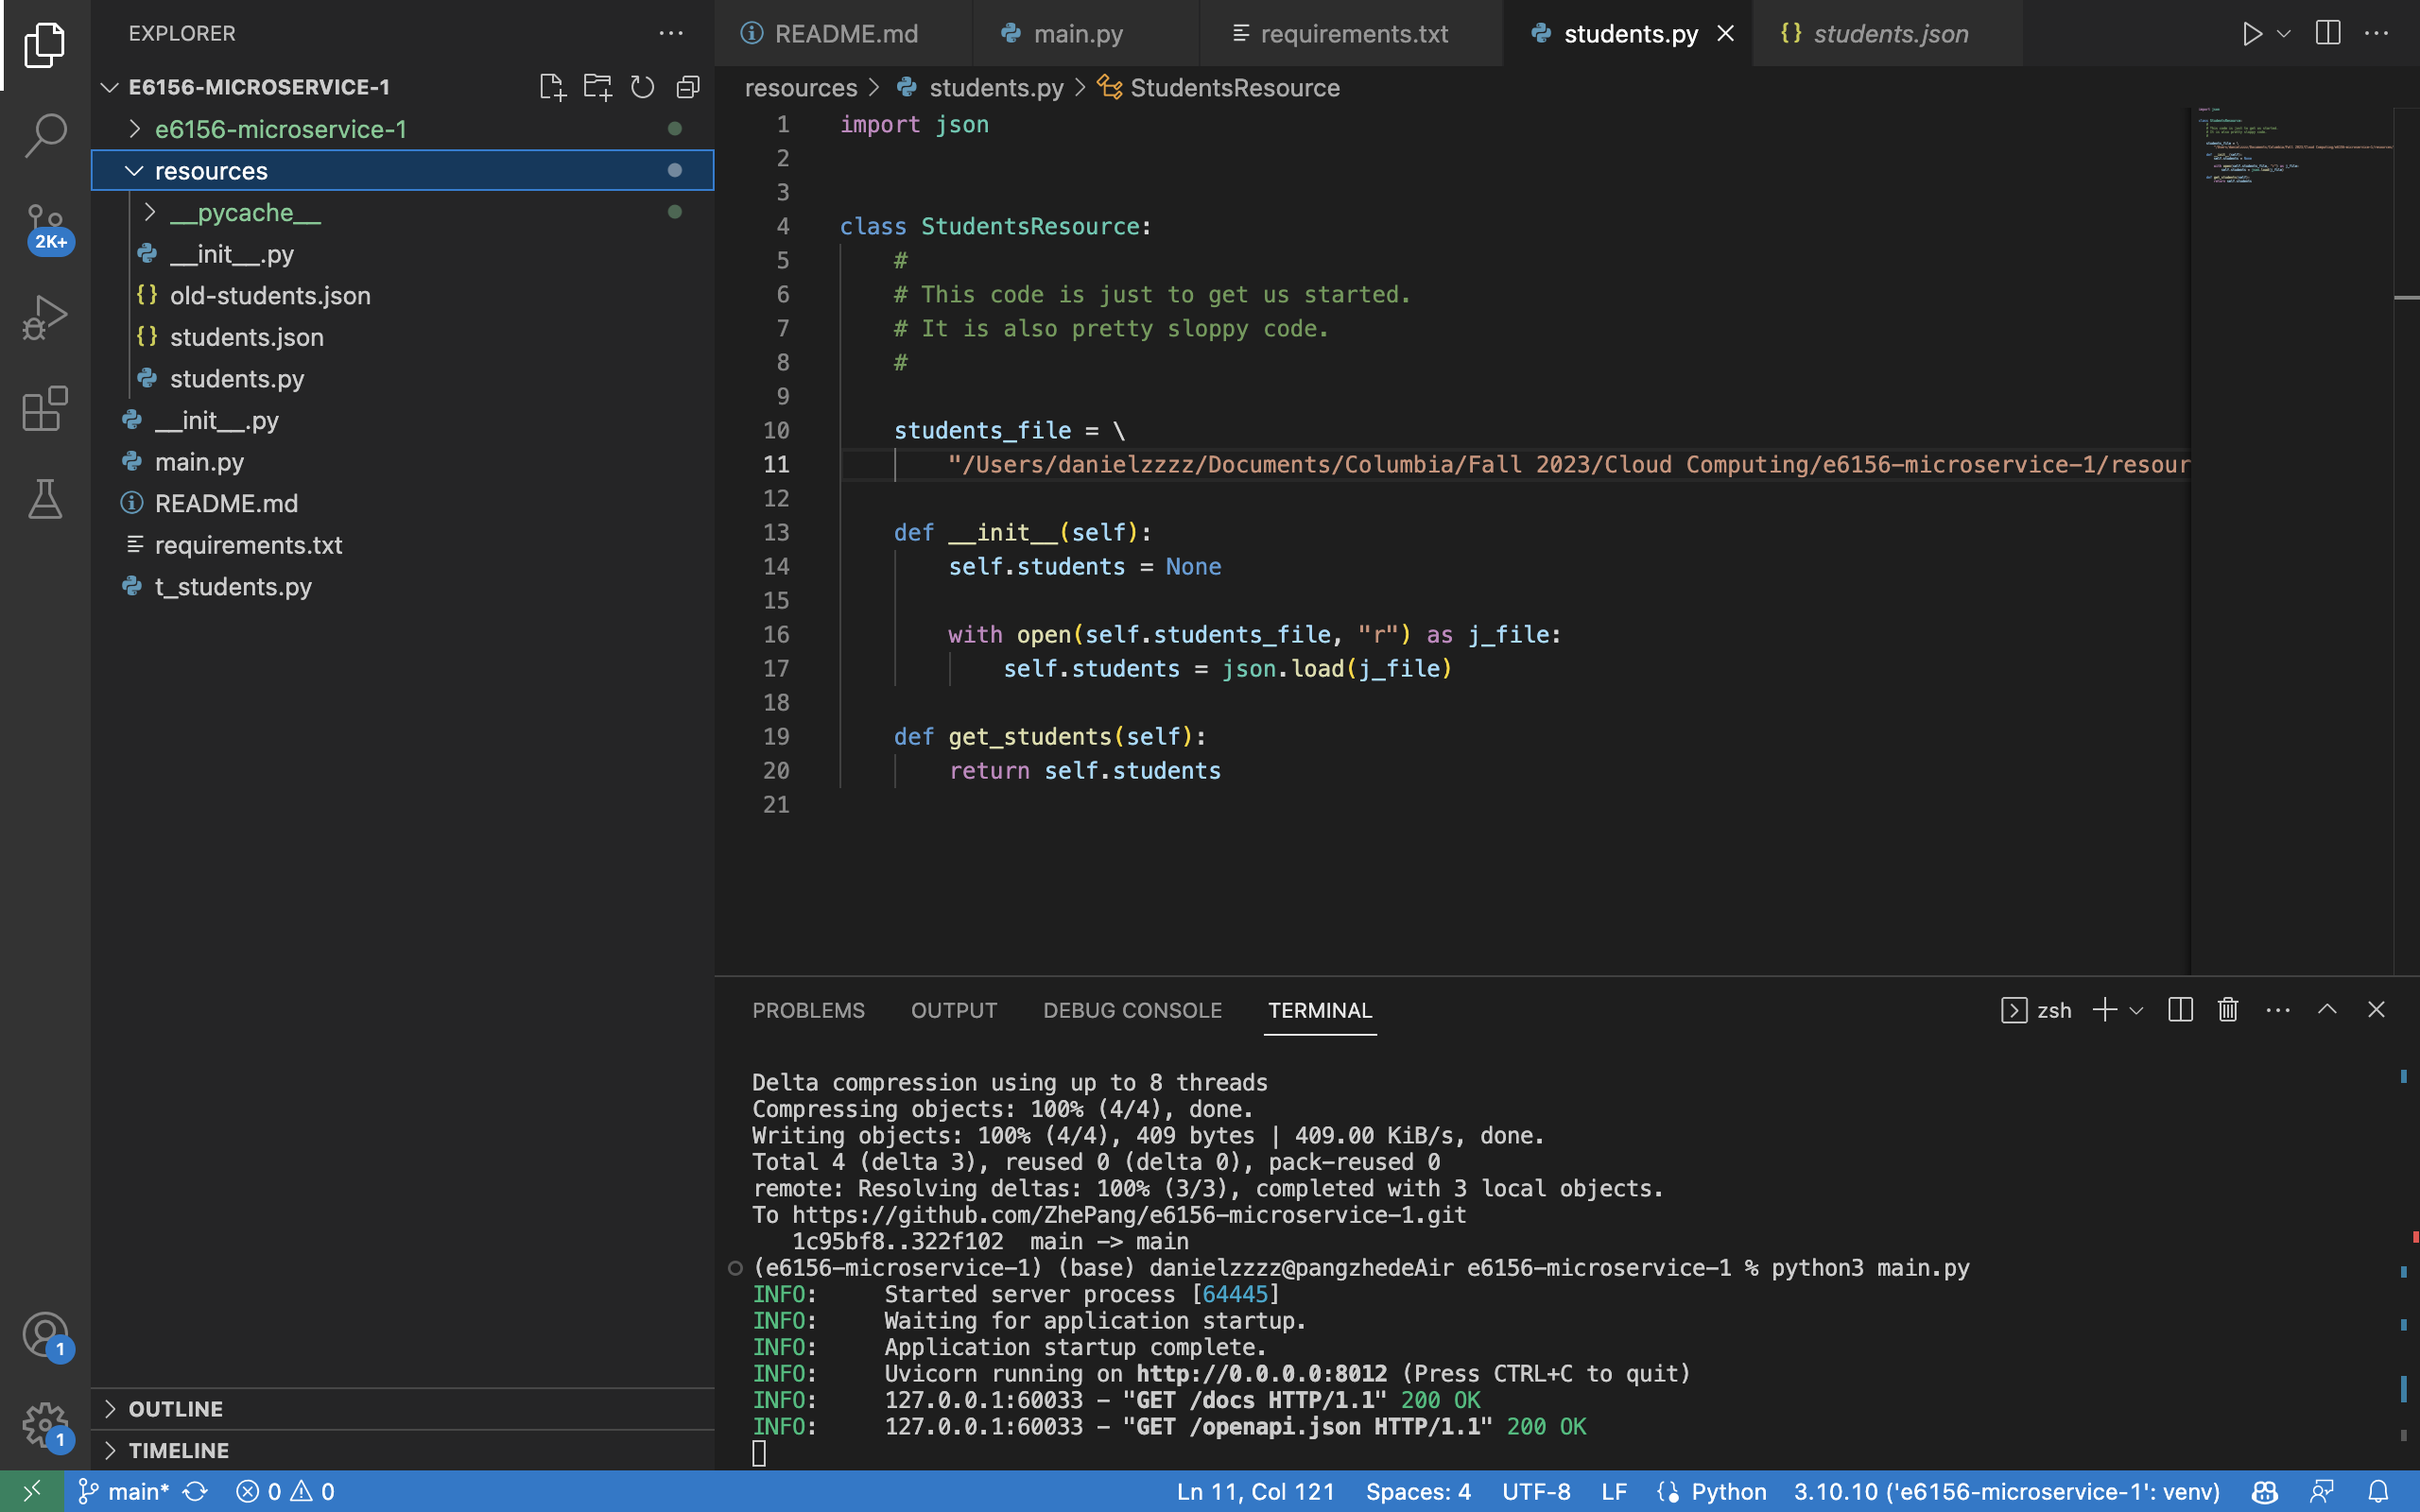 EXPLORER
E6156-MICROSERVICE-1
e6156-microservice-1
resources
__pycache__
__init__.py
old-students.json
students.json
students.py
__init__.py
main.py
README.md
requirements.txt
t_students.py
OUTLINE
TIMELINE
2K+
1
1
README.md
main.py
requirements.txt
students.py
students.json
resources > students.py > StudentsResource
1 import json
2
3
4 class StudentsResource:
5 #
6 # This code is just to get us started.
7 # It is also pretty sloppy code.
8 #
9
10 students_file = \
11 "/Users/danielzzzz/Documents/Columbia/Fall 2023/Cloud Computing/e6156-microservice-1/resour
12
13 def __init__(self):
14 self.students = None
15
16 with open(self.students_file, "r") as j_file:
17 self.students = json.load(j_file)
18
19 def get_students(self):
20 return self.students
21
PROBLEMS OUTPUT DEBUG CONSOLE TERMINAL
zsh
Delta compression using up to 8 threads
Compressing objects: 100% (4/4), done.
Writing objects: 100% (4/4), 409 bytes | 409.00 KiB/s, done.
Total 4 (delta 3), reused 0 (delta 0), pack-reused 0
remote: Resolving deltas: 100% (3/3), completed with 3 local objects.
To https://github.com/ZhePang/e6156-microservice-1.git
1c95bf8..322f102 main -> main
(e6156-microservice-1) (base) danielzzzz@pangzhedeAir e6156-microservice-1 % python3 main.py
INFO: Started server process [64445]
INFO: Waiting for application startup.
INFO: Application startup complete.
INFO: Uvicorn running on http://0.0.0.0:8012 (Press CTRL+C to quit)
INFO: 127.0.0.1:60033 - "GET /docs HTTP/1.1" 200 OK
INFO: 127.0.0.1:60033 - "GET /openapi.json HTTP/1.1" 200 OK
main* 0 0 Ln 11, Col 121 Spaces: 4 UTF-8 LF Python 3.10.10 ('e6156-microservice-1': venv)